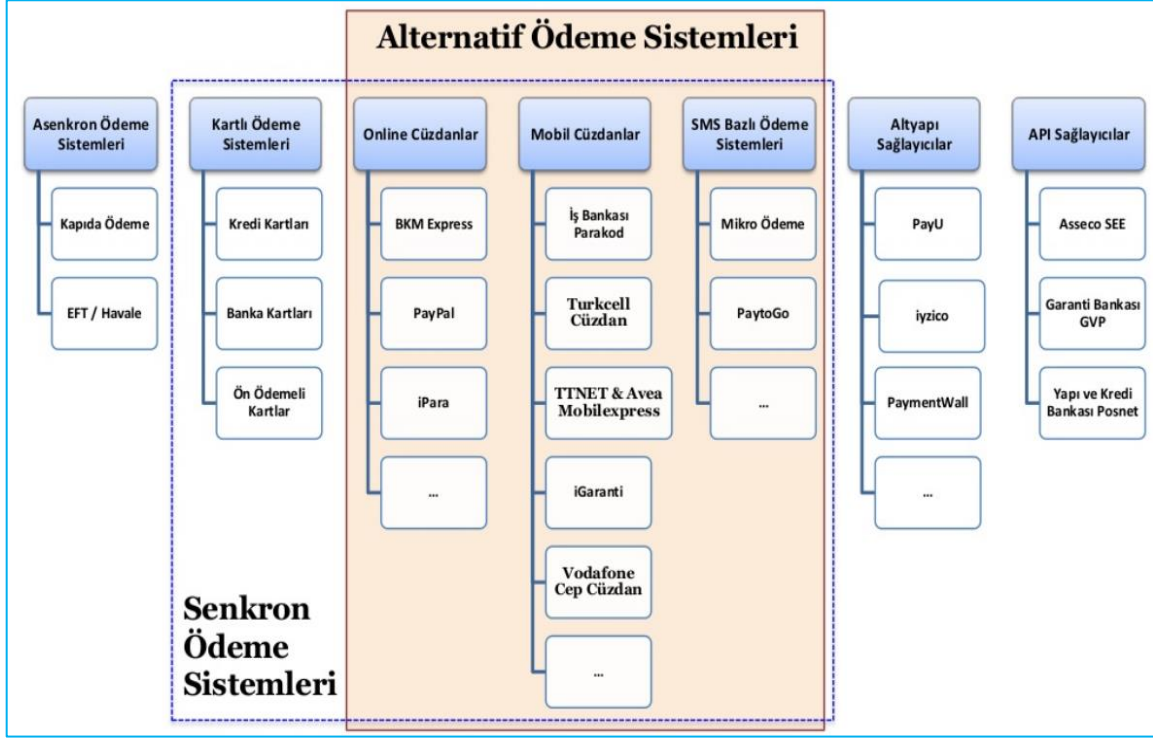 Alternatif Ödeme Sistemleri
Asenkron Ödeme
Sistemleri
Kapıda Ödeme
EFT / Havale
Kartlı Ödeme
Sistemleri
Kredi Kartları
Banka Kartları
Ön Ödemeli
Kartlar
Online Cüzdanlar
BKM Express
PayPal
iPara
...
Mobil Cüzdanlar
İş Bankası
Parakod
Turkcell
Cüzdan
TTNET & Avea
Mobilexpress
iGaranti
Vodafone
Cep Cüzdan
...
SMS Bazlı Ödeme
Sistemleri
Mikro Ödeme
PaytoGo
...
Altyapı
Sağlayıcılar
PayU
iyzico
PaymentWall
...
API Sağlayıcılar
Asseco SEE
Garanti Bankası
GVP
Yapı ve Kredi
Bankası Posnet
Senkron
Ödeme
Sistemleri